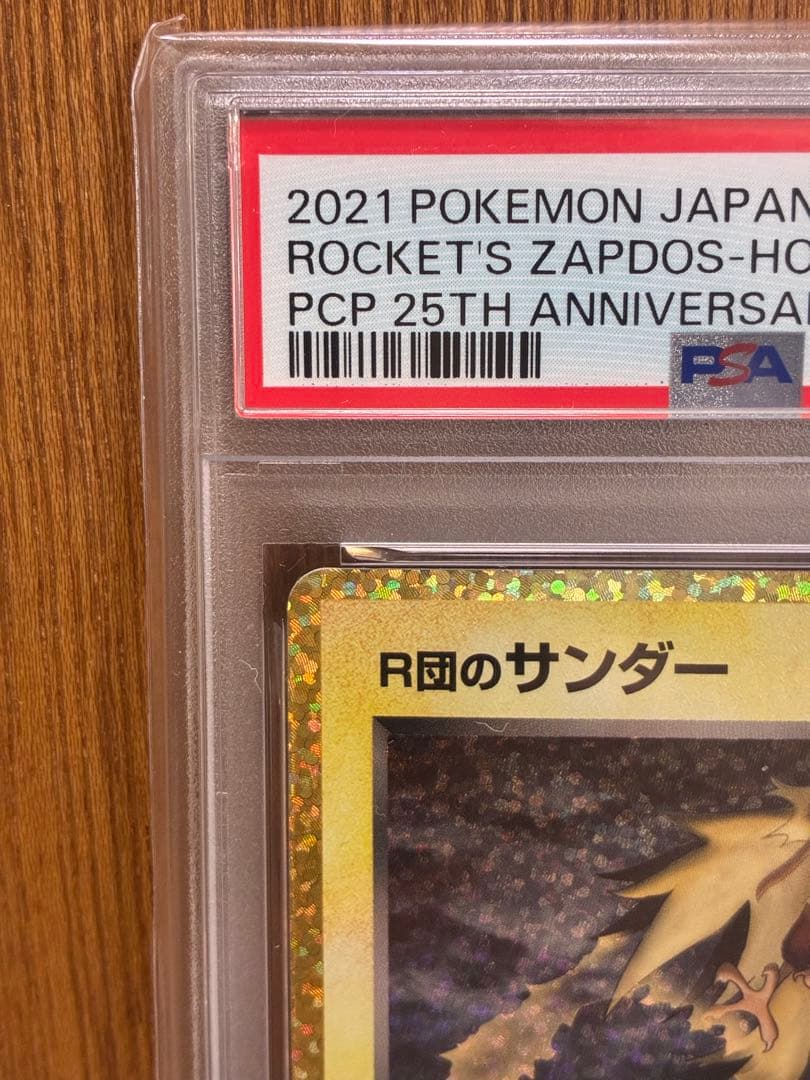 2021 POKEMON JAPAN
ROCKET'S ZAPDOS-HO
PCP 25TH ANNIVERSA
PSA
R団のサンダー